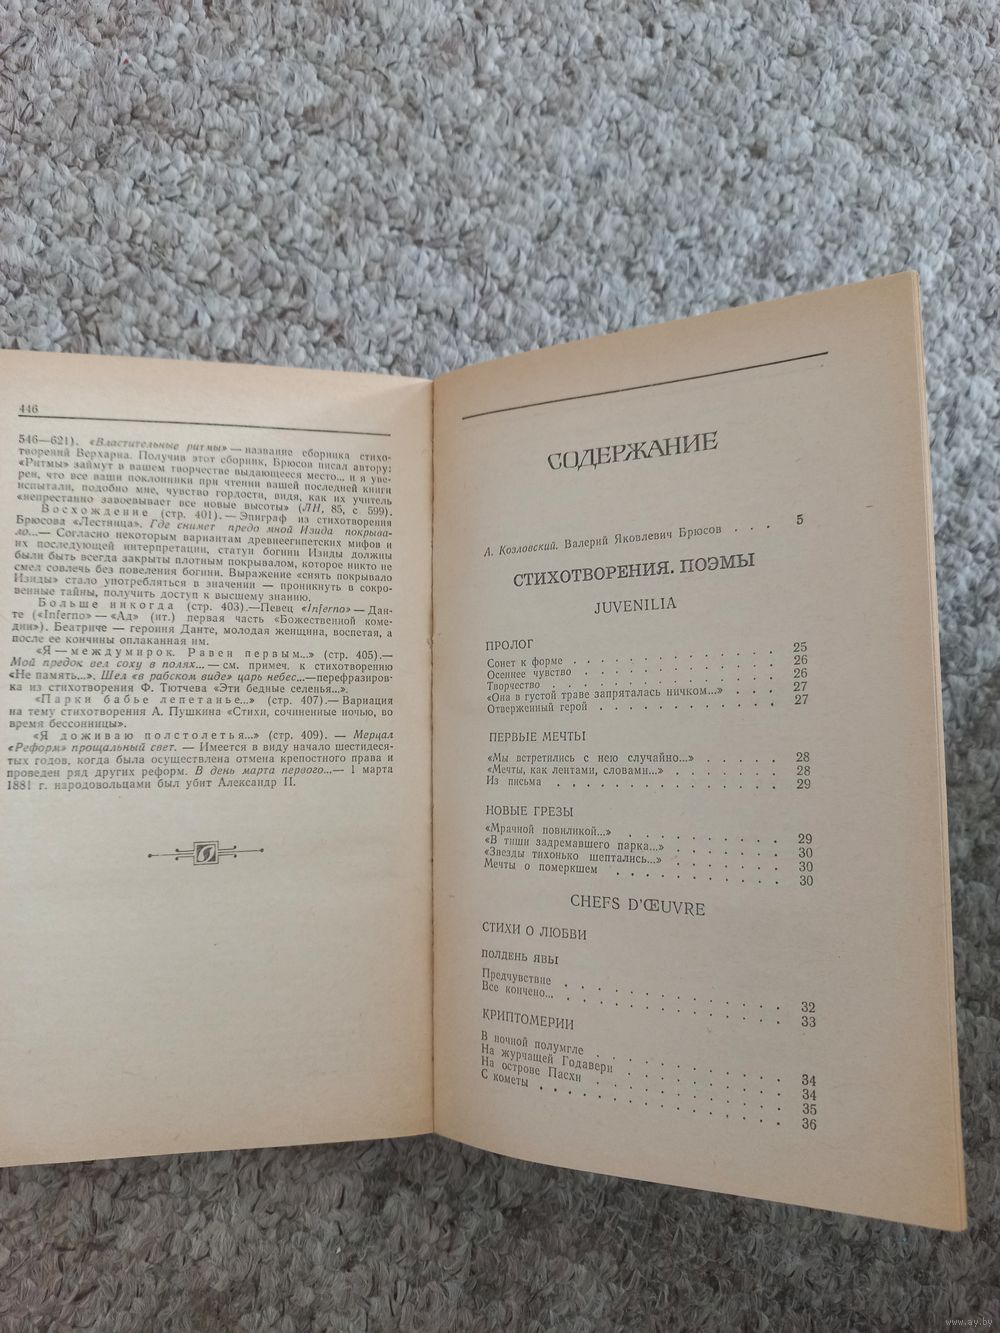 446
546—621). «Властительные ритмы» — название сборника стихо-
творений Верхарна. Получив этот сборник, Брюсов писал автору:
«Ритмы» займут в вашем творчестве выдающееся место... и я уве-
рен, что все ваши поклонники при чтении вашей последней книги
испытали, подобно мне, чувство гордости, видя, как их учитель
«непрестанно завоевывает все новые высоты» (ЛН, 85, с. 599).
Восхождение (стр. 401).— Эпиграф из стихотворения
Брюсова «Лестница». Где снимет предо мной Изида покрыва-
ло...— Согласно некоторым вариантам древнеегипетских мифов и
их последующей интерпретации, статуи богини Изиды должны
были быть всегда закрыты плотным покрывалом, которое никто не
смел совлечь без повеления богини. Выражение «снять покрывало
Изиды» стало употребляться в значении — проникнуть в сокро-
венные тайны, получить доступ к высшему знанию.
Больше никогда (стр. 403).—Певец «Inferno» — Дан-
те («Inferno» — «Ад» (ит.) первая часть «Божественной коме-
дии»). Беатриче — героиня Данте, молодая женщина, воспетая, а
после ее кончины оплаканная им.
«Я — междумирок. Равен первым...» (стр. 405).—
Мой предок вел соху в полях...— см. примеч. к стихотворению
«Не память,..». Шел «в рабском виде» царь небес...—перефразиров-
ка из стихотворения Ф. Тютчева «Эти бедные селенья...».
«Парки бабье лепетанье...» (стр. 407).— Вариация
на тему стихотворения А. Пушкина «Стихи, сочиненные ночью, во
время бессонницы».
«Я доживаю полстолетья...» (стр. 409). — Мерцал
«Реформ» прощальный свет. — Имеется в виду начало шестидеся-
тых годов, когда была осуществлена отмена крепостного права и
проведен ряд других реформ. В день марта первого...— 1 марта
1881 г. народовольцами был убит Александр II.
СОДЕРЖАНИЕ
А. Козловский. Валерий Яковлевич Брюсов . . . 5
СТИХОТВОРЕНИЯ. ПОЭМЫ
JUVENILIA
ПРОЛОГ
Сонет к форме . . . 25
Осеннее чувство . . . 26
Творчество . . . 26
«Она в густой траве запряталась ничком...» . . . 27
Отверженный герой . . . 27
ПЕРВЫЕ МЕЧТЫ
«Мы встретились с нею случайно...» . . . 28
«Мечты, как лентами, словами...» . . . 28
Из письма . . . 29
НОВЫЕ ГРЕЗЫ
«Мрачной повиликой...» . . . 29
«В тиши задремавшего парка...» . . . 30
«Звезды тихонько шептались...» . . . 30
Мечты о померкшем . . . 30
CHEFS D'ŒUVRE
СТИХИ О ЛЮБВИ
ПОЛДЕНЬ ЯВЫ
Предчувствие . . . 32
Все кончено... . . . 33
КРИПТОМЕРИИ
В ночной полумгле . . . 34
На журчащей Годавери . . . 34
На острове Пасхи . . . 35
С кометы . . . 36
www.ay.by